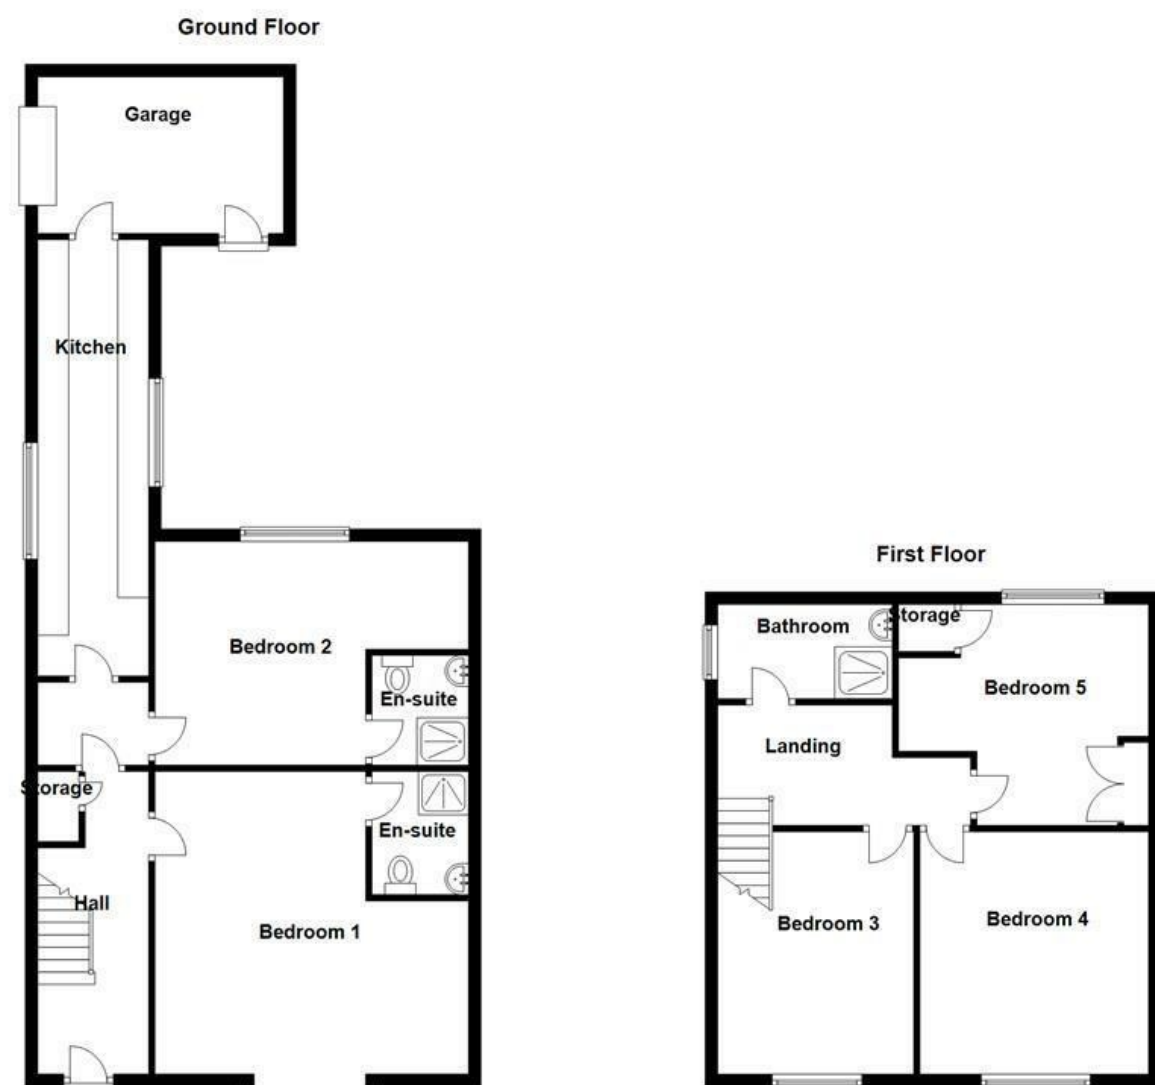 Ground Floor
Garage
Kitchen
Bedroom 2
En-suite
Storage
En-suite
Hall
Bedroom 1
First Floor
Bathroom
Storage
Bedroom 5
Landing
Bedroom 3
Bedroom 4